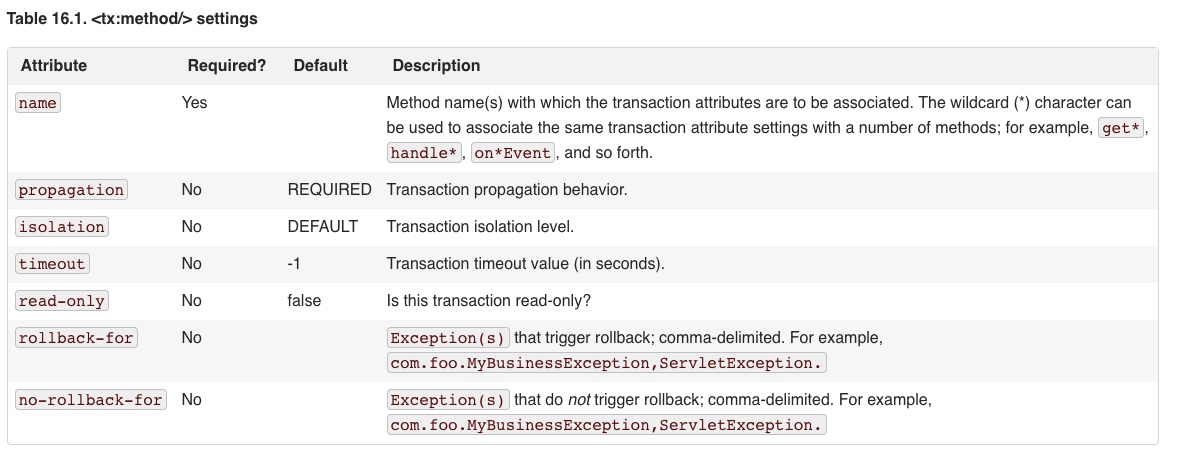 Table 16.1. <tx:method/> settings
Attribute Required? Default Description
name Yes Method name(s) with which the transaction attributes are to be associated. The wildcard (*) character can
be used to associate the same transaction attribute settings with a number of methods; for example, get*,
handle*, on*Event, and so forth.
propagation No REQUIRED Transaction propagation behavior.
isolation No DEFAULT Transaction isolation level.
timeout No -1 Transaction timeout value (in seconds).
read-only No false Is this transaction read-only?
rollback-for No Exception(s) that trigger rollback; comma-delimited. For example,
com.foo.MyBusinessException,ServletException.
no-rollback-for No Exception(s) that do not trigger rollback; comma-delimited. For example,
com.foo.MyBusinessException,ServletException.